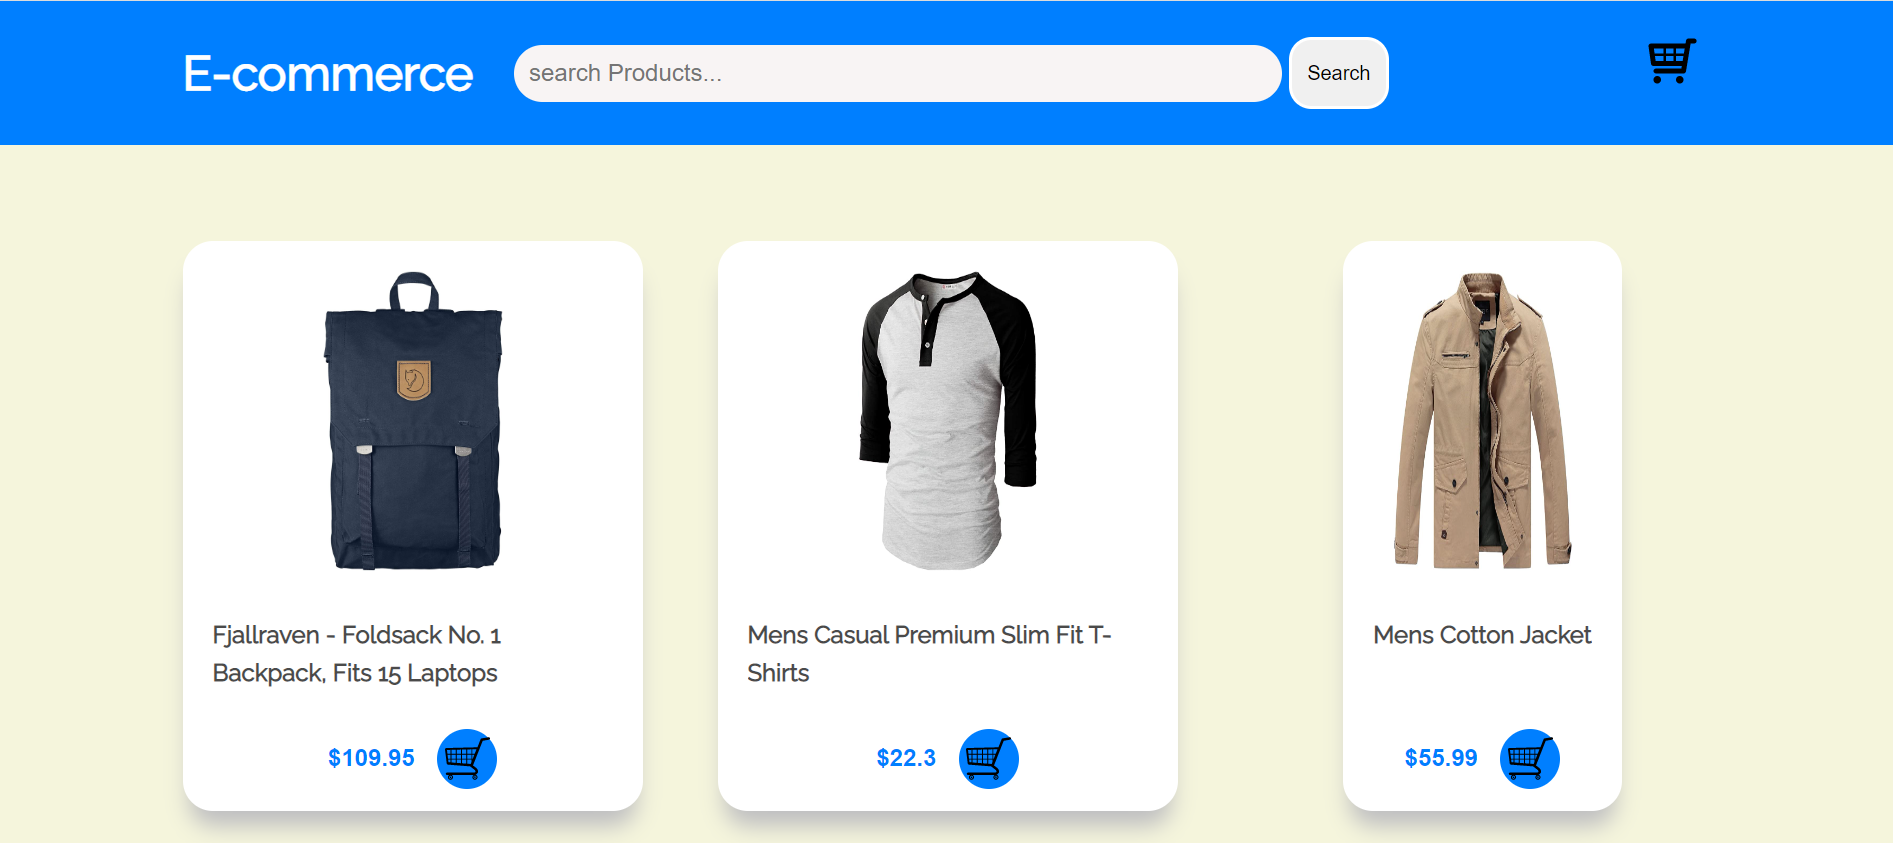 E-commerce
search Products...
Search
Fjallraven - Foldsack No. 1
Backpack, Fits 15 Laptops
$109.95
Mens Casual Premium Slim Fit T-
Shirts
$22.3
Mens Cotton Jacket
$55.99